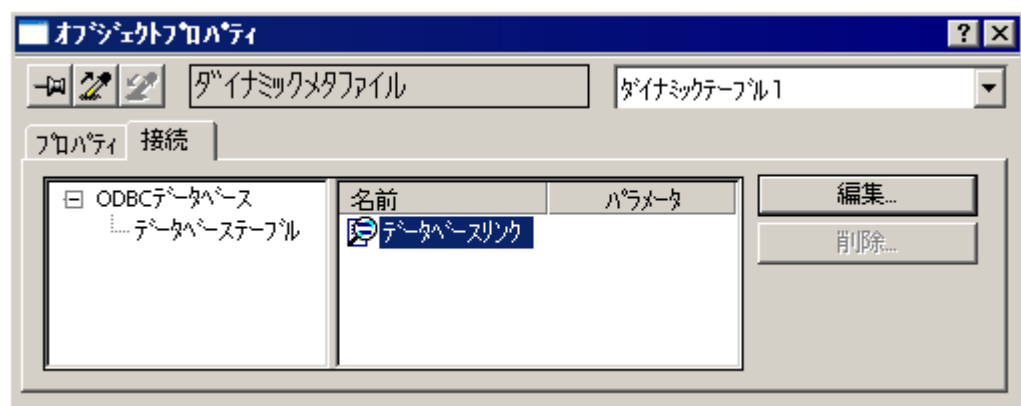 オブジェクトプロパティ
ダイナミックメタファイル
ダイナミックテーブル1
プロパティ 接続
ODBCデータベース
データベーステーブル
名前 パラメータ
データベースリンク
編集...
削除...